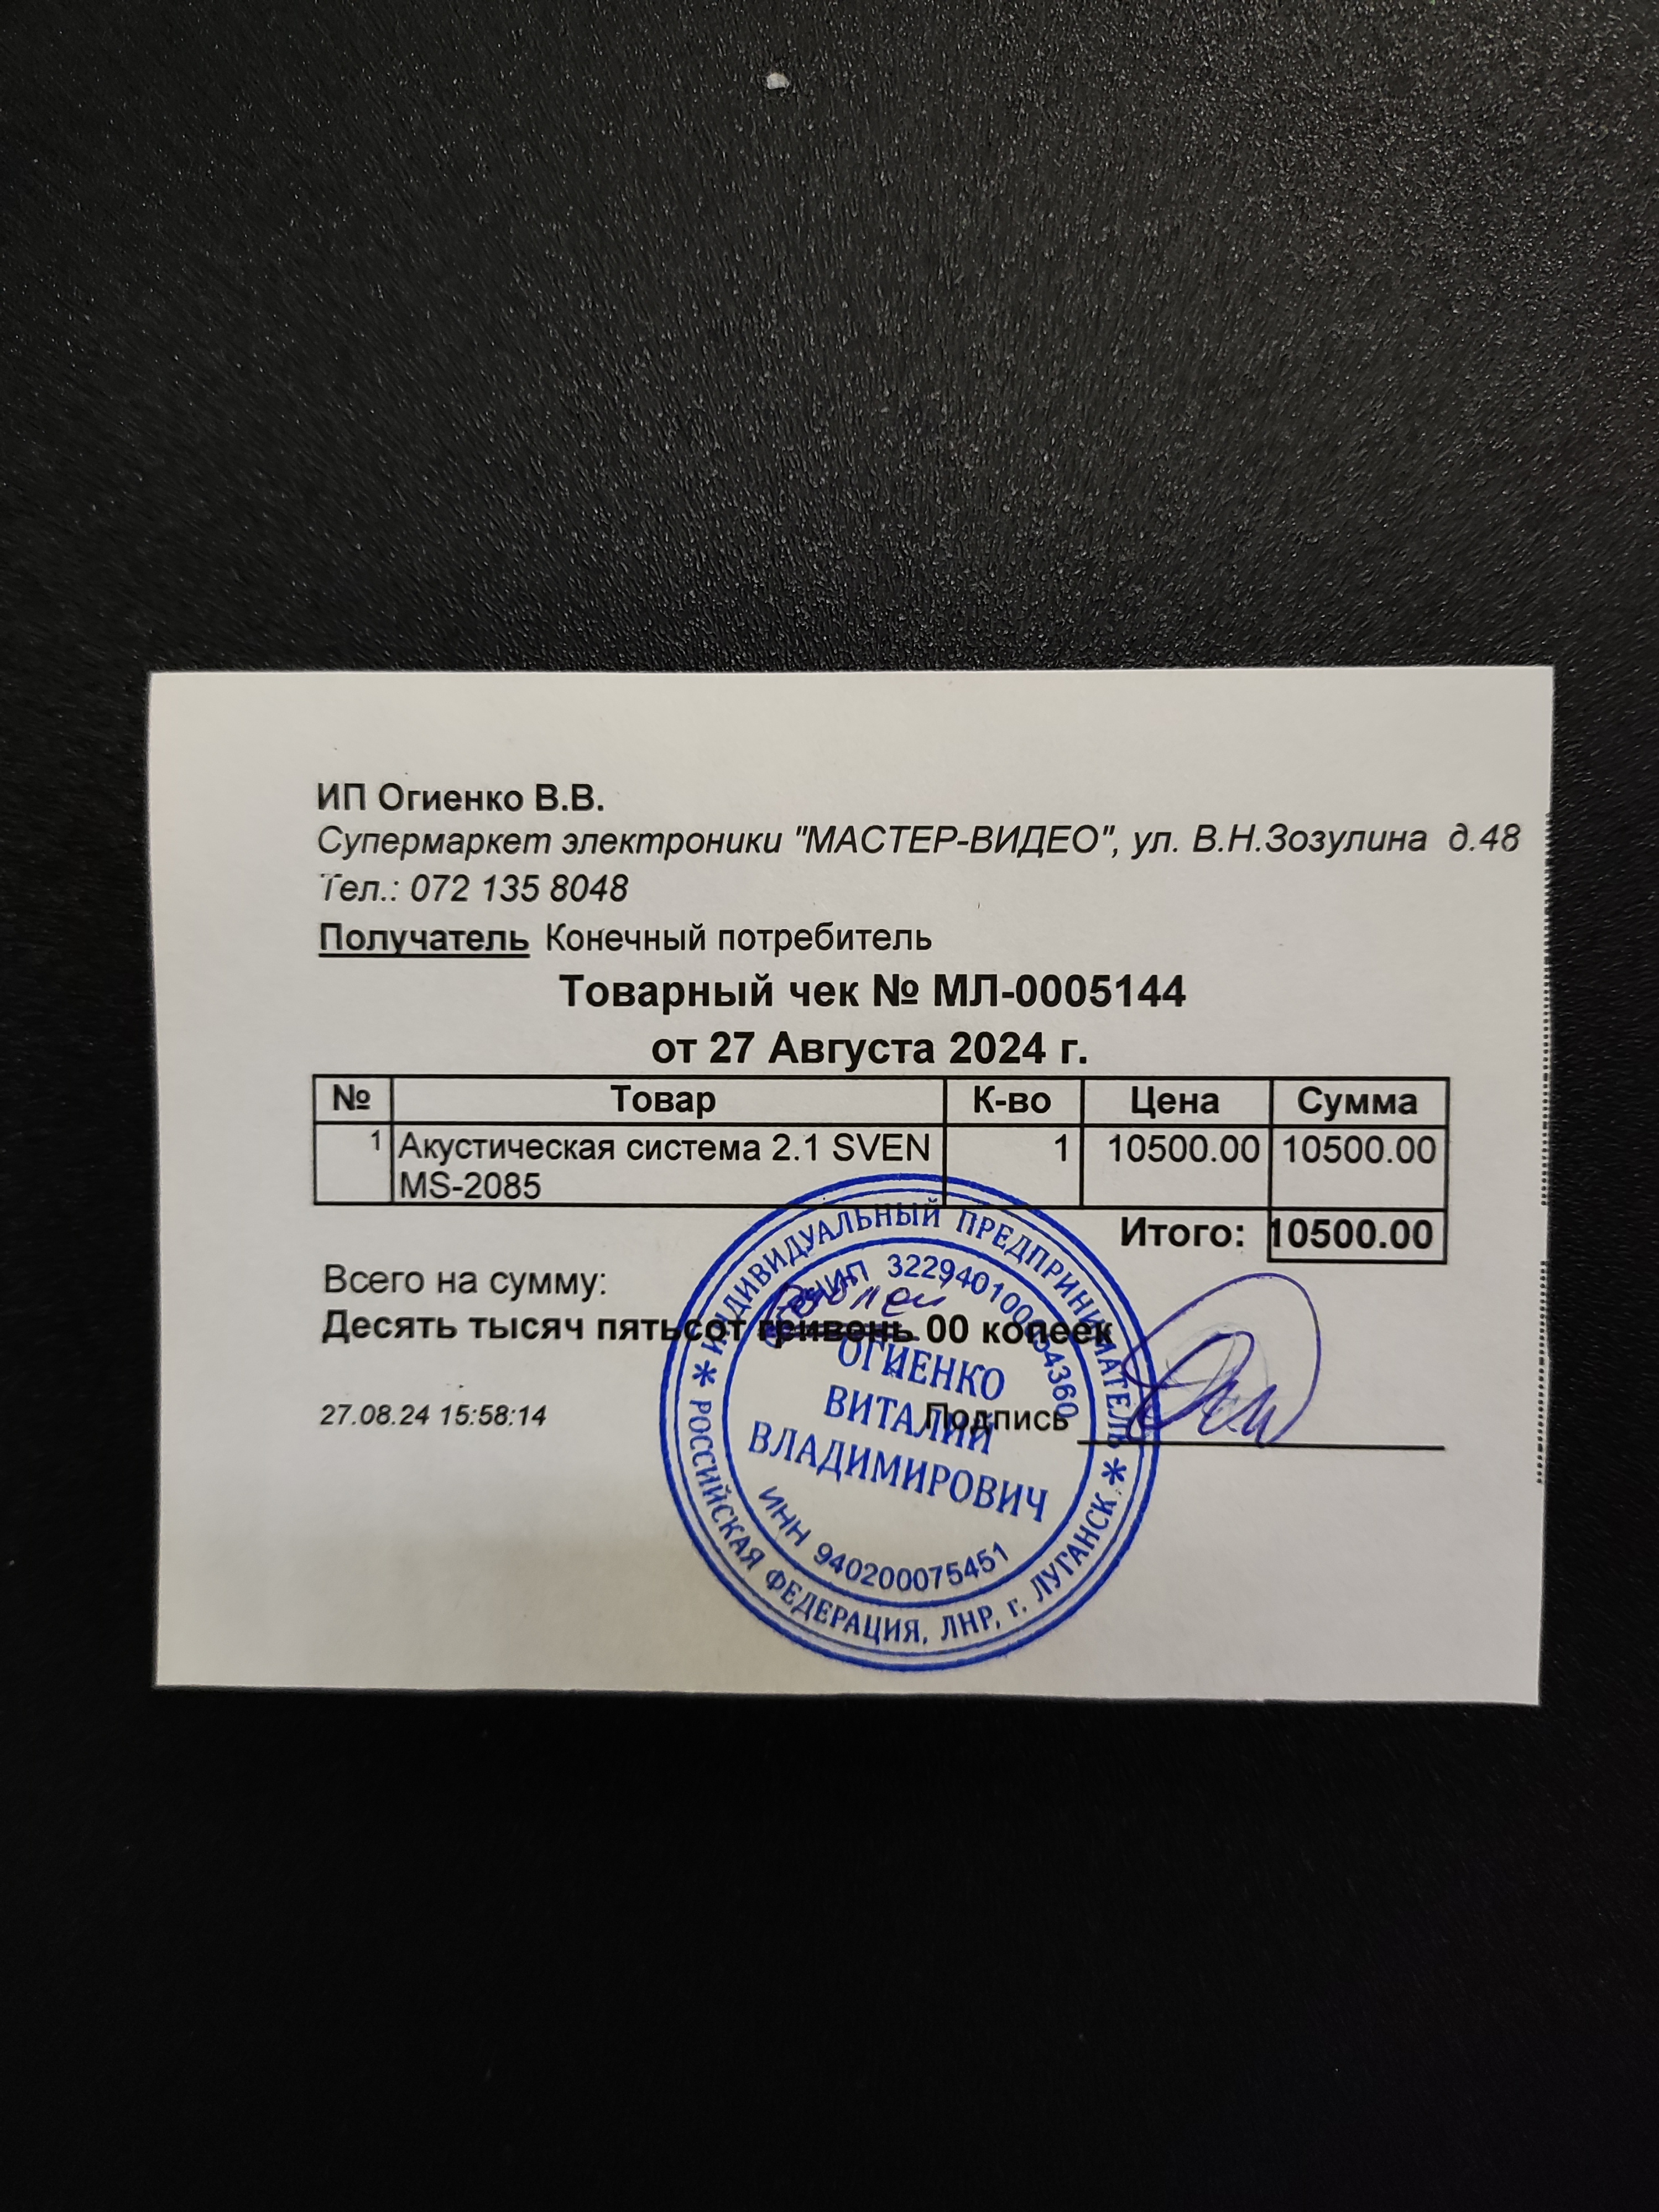 ИП Огиенко В.В.
Супермаркет электроники "МАСТЕР-ВИДЕО", ул. В.Н.Зозулина д.48
Тел.: 072 135 8048
Получатель Конечный потребитель
Товарный чек № МЛ-0005144
от 27 Августа 2024 г.
№ Товар К-во Цена Сумма
1 Акустическая система 2.1 SVEN MS-2085 1 10500.00 10500.00
Итого: 10500.00
Всего на сумму:
рублей
Десять тысяч пятьсот гривень 00 копеек
27.08.24 15:58:14 Подпись
ИНДИВИДУАЛЬНЫЙ ПРЕДПРИНИМАТЕЛЬ
ОГИЕНКО
ВИТАЛИЙ
ВЛАДИМИРОВИЧ
ИНН 940200075451
РОССИЙСКАЯ ФЕДЕРАЦИЯ, ЛНР, г. ЛУГАНСК